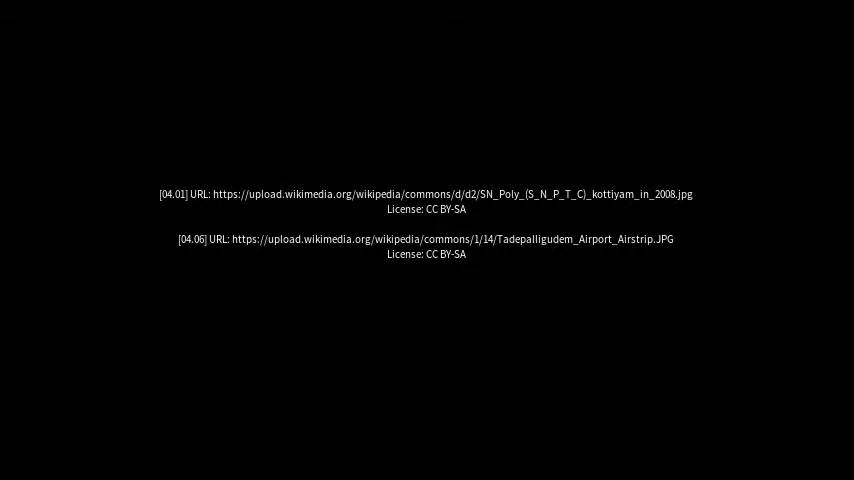 [04.01] URL: https://upload.wikimedia.org/wikipedia/commons/d/d2/SN_Poly_(S_N_P_T_C)_kottiyam_in_2008.jpg
License: CC BY-SA
[04.06] URL: https://upload.wikimedia.org/wikipedia/commons/1/14/Tadepalligudem_Airport_Airstrip.JPG
License: CC BY-SA